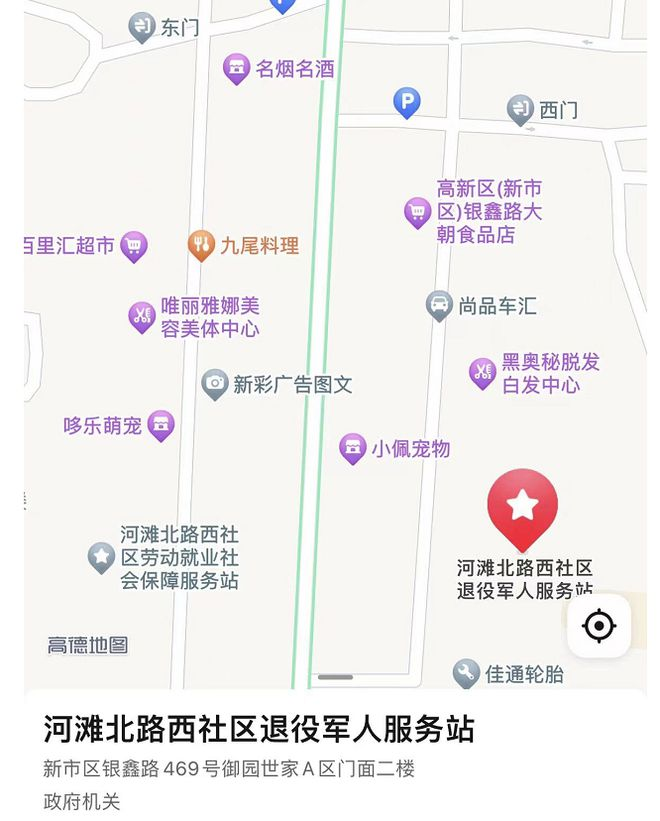 东门
名烟名酒
P
西门
高新区(新市
区)银鑫路大
朝食品店
百里汇超市
九尾料理
唯丽雅娜美
容美体中心
尚品车汇
黑奥秘脱发
白发中心
新彩广告图文
哆乐萌宠
小佩宠物
河滩北路西社
区劳动就业社
会保障服务站
河滩北路西社区
退役军人服务站
高德地图
佳通轮胎
河滩北路西社区退役军人服务站
新市区银鑫路469号御园世家A区门面二楼
政府机关